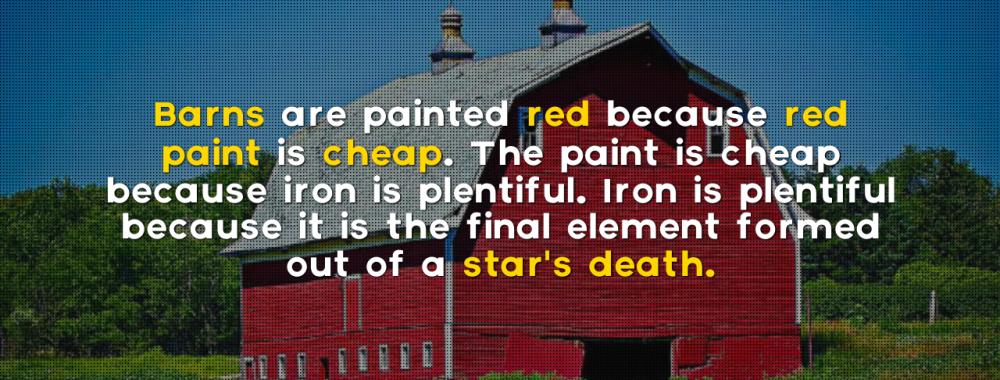 Barns are painted red because red
paint is cheap. The paint is cheap
because iron is plentiful. Iron is plentiful
because it is the final element formed
out of a star's death.